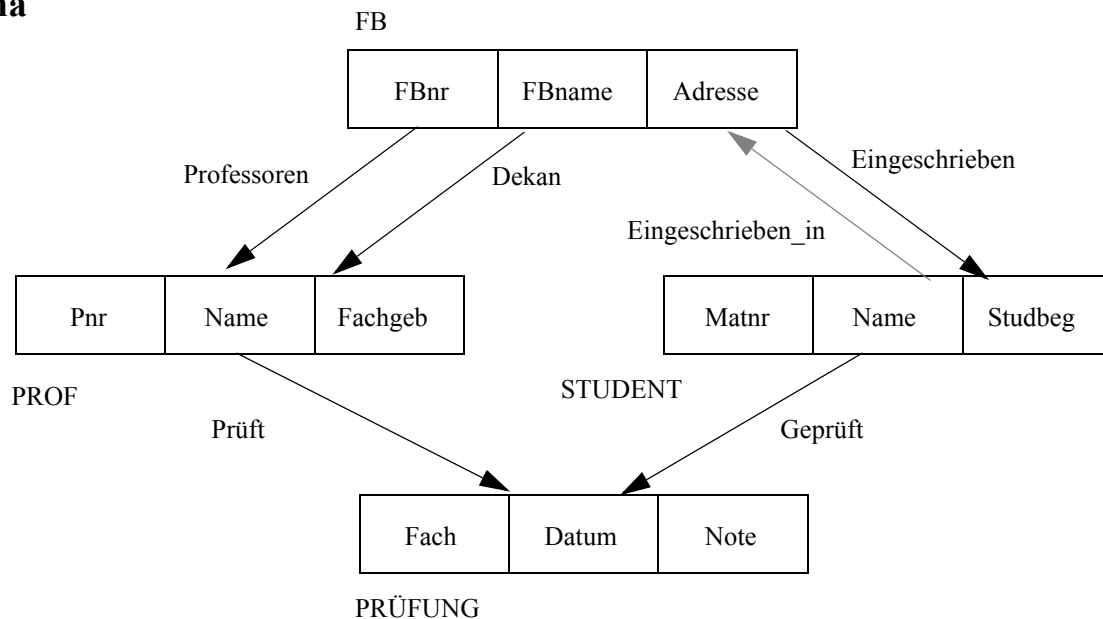 na
FB
FBnr FBname Adresse
Professoren
Dekan
Eingeschrieben
Eingeschrieben_in
Pnr Name Fachgeb
Matnr Name Studbeg
PROF
STUDENT
Prüft
Geprüft
Fach Datum Note
PRÜFUNG